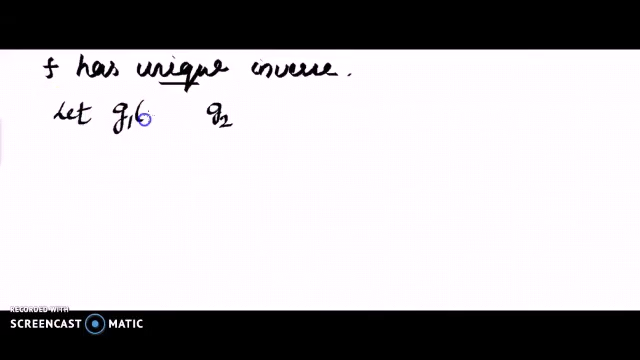 f has unique inverse.
Let g₁( g₂
RECORDED WITH
SCREENCAST MATIC